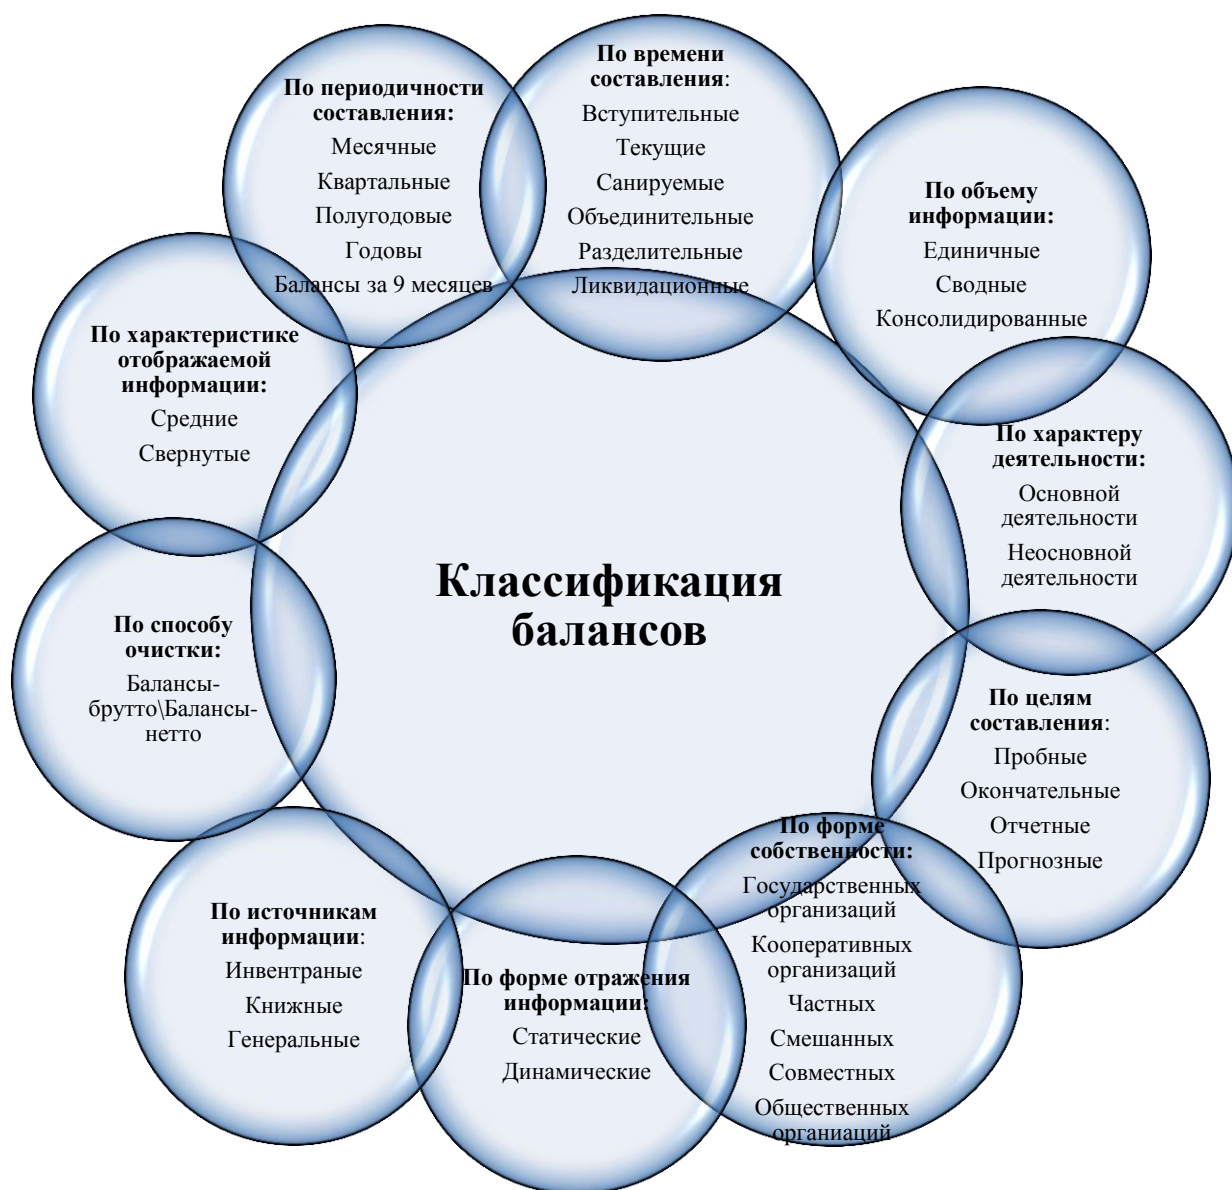 По времени
составления:
Вступительные
Текущие
Санируемые
Объединительные
Разделительные
Ликвидационные
По объему
информации:
Единичные
Сводные
Консолидированные
По характеру
деятельности:
Основной
деятельности
Неосновной
деятельности
По целям
составления:
Пробные
Окончательные
Отчетные
Прогнозные
По форме
собственности:
Государственных
организаций
Кооперативных
организаций
Частных
Смешанных
Совместных
Общественных
органиаций
По форме отражения
информации:
Статические
Динамические
По источникам
информации:
Инвентраные
Книжные
Генеральные
По способу
очистки:
Балансы-
брутто\Балансы-
нетто
По характеристике
отображаемой
информации:
Средние
Свернутые
По периодичности
составления:
Месячные
Квартальные
Полугодовые
Годовы
Балансы за 9 месяцев
Классификация
балансов